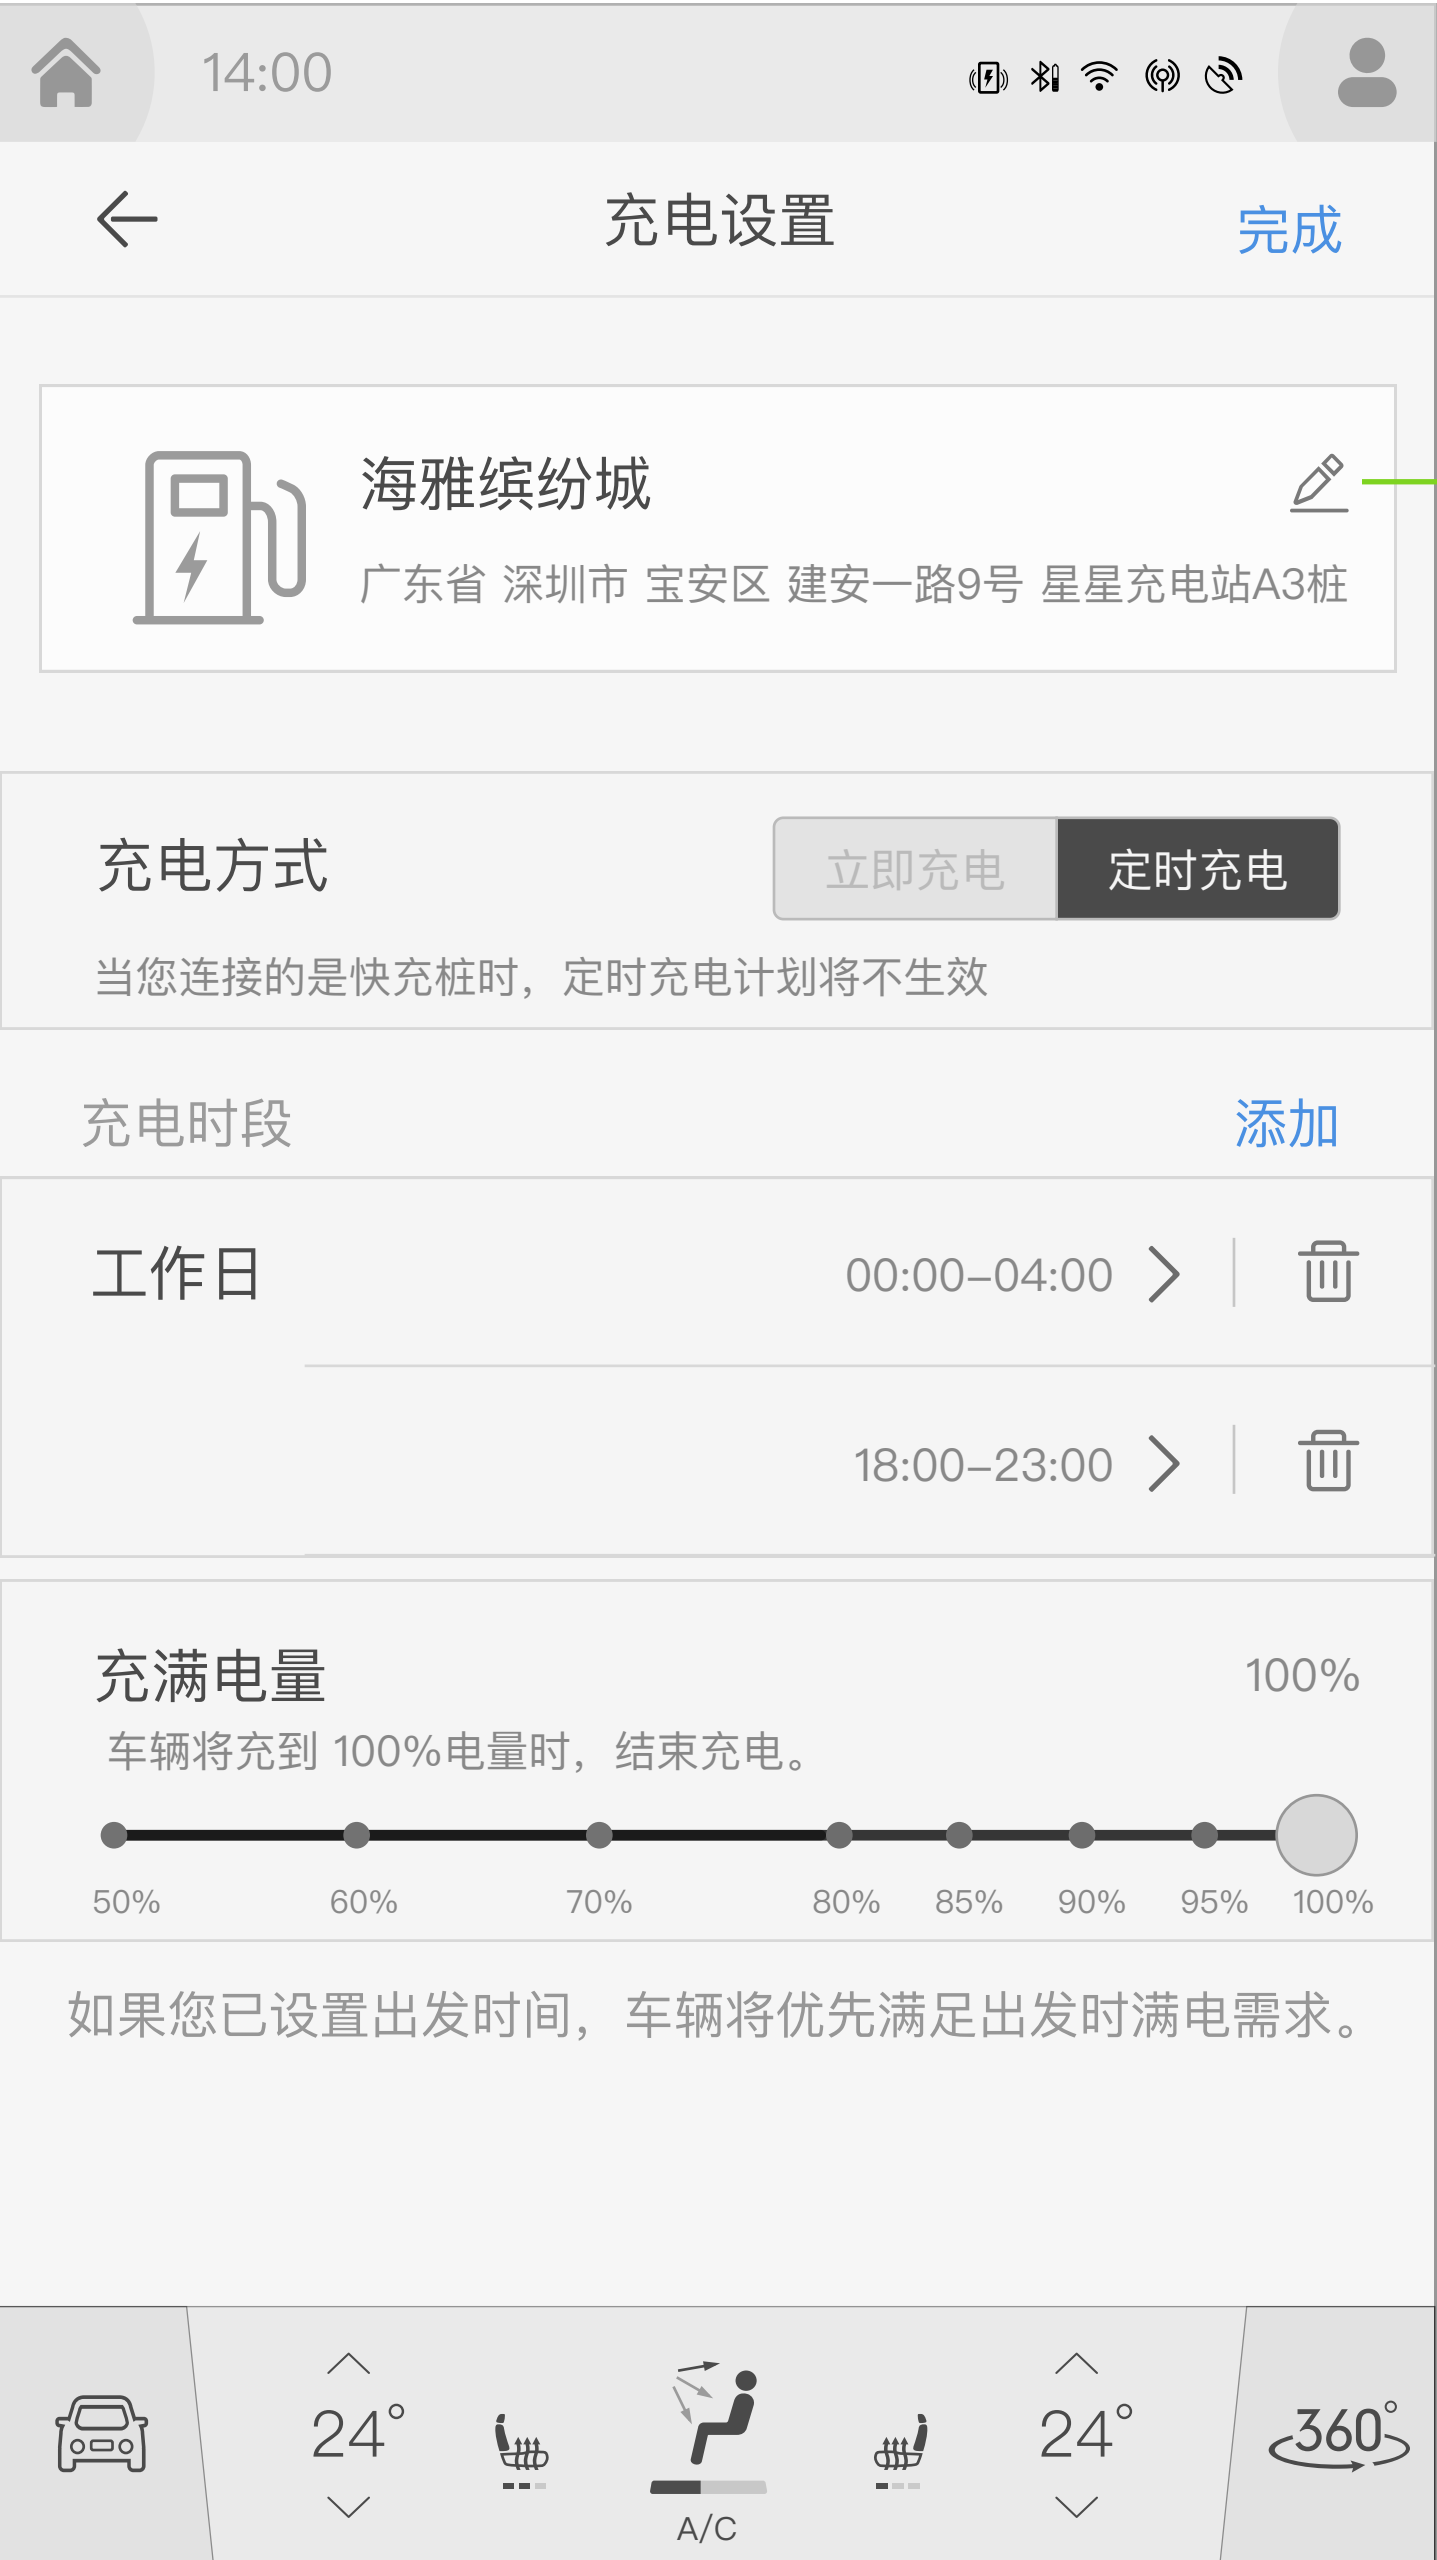 14:00
充电设置
完成
海雅缤纷城
广东省 深圳市 宝安区 建安一路9号 星星充电站A3桩
充电方式
立即充电
定时充电
当您连接的是快充桩时，定时充电计划将不生效
充电时段
添加
工作日
00:00-04:00
18:00-23:00
充满电量
100%
车辆将充到 100%电量时，结束充电。
50% 60% 70% 80% 85% 90% 95% 100%
如果您已设置出发时间，车辆将优先满足出发时满电需求。
24°
A/C
24°
360°